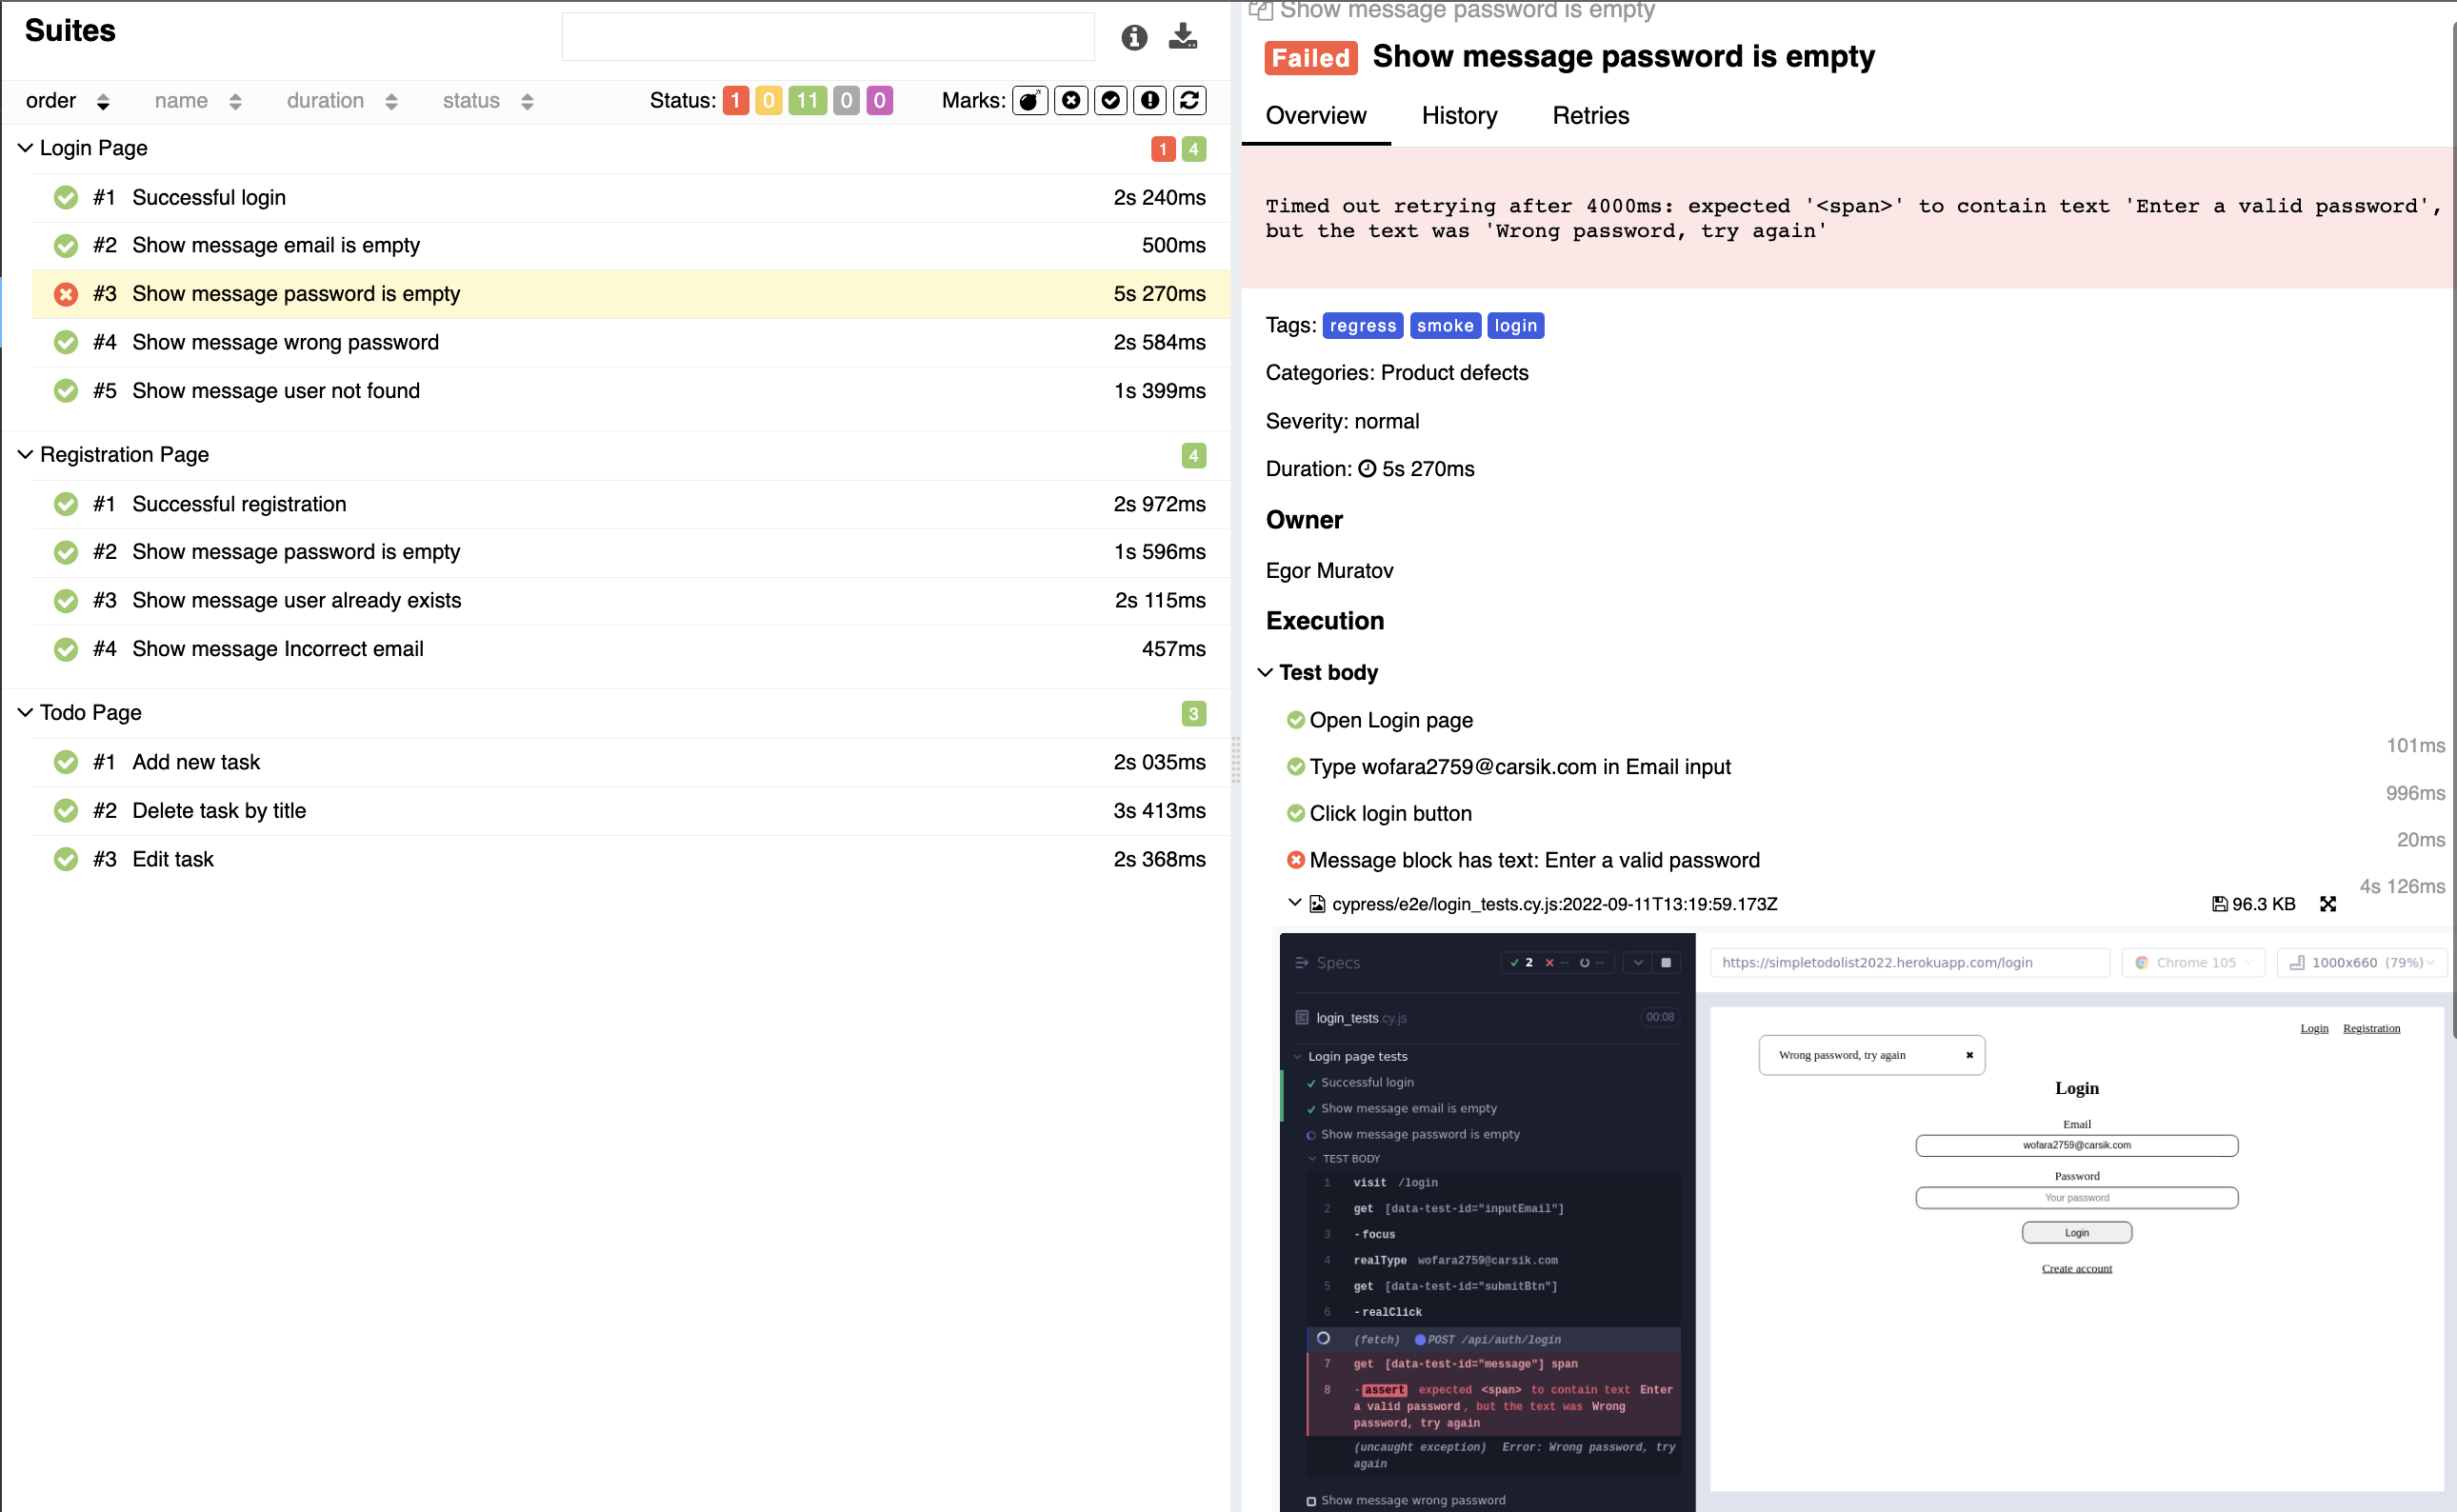 Suites
order name duration status Status: 1 0 11 0 0 Marks:
Login Page 1 4
#1 Successful login 2s 240ms
#2 Show message email is empty 500ms
#3 Show message password is empty 5s 270ms
#4 Show message wrong password 2s 584ms
#5 Show message user not found 1s 399ms
Registration Page 4
#1 Successful registration 2s 972ms
#2 Show message password is empty 1s 596ms
#3 Show message user already exists 2s 115ms
#4 Show message Incorrect email 457ms
Todo Page 3
#1 Add new task 2s 035ms
#2 Delete task by title 3s 413ms
#3 Edit task 2s 368ms
Show message password is empty
Failed Show message password is empty
Overview History Retries
Timed out retrying after 4000ms: expected '<span>' to contain text 'Enter a valid password',
but the text was 'Wrong password, try again'
Tags: regress smoke login
Categories: Product defects
Severity: normal
Duration: 5s 270ms
Owner
Egor Muratov
Execution
Test body
Open Login page
101ms
Type wofara2759@carsik.com in Email input
996ms
Click login button
20ms
Message block has text: Enter a valid password
4s 126ms
cypress/e2e/login_tests.cy.js:2022-09-11T13:19:59.173Z 96.3 KB
Specs 2 -- --
login_tests.cy.js 00:08
Login page tests
Successful login
Show message email is empty
Show message password is empty
TEST BODY
1 visit /login
2 get [data-test-id="inputEmail"]
3 -focus
4 realType wofara2759@carsik.com
5 get [data-test-id="submitBtn"]
6 -realClick
(fetch) POST /api/auth/login
7 get [data-test-id="message"] span
8 -assert expected <span> to contain text Enter
a valid password, but the text was Wrong
password, try again
(uncaught exception) Error: Wrong password, try
again
Show message wrong password
https://simpletodolist2022.herokuapp.com/login Chrome 105 1000x660 (79%)
Login Registration
Wrong password, try again
Login
Email
wofara2759@carsik.com
Password
Your password
Login
Create account